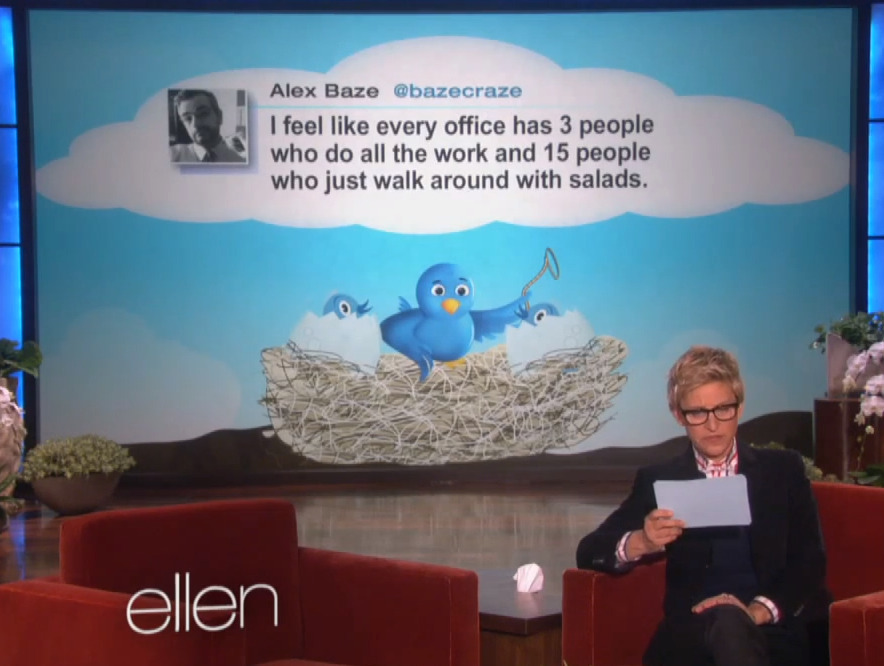 Alex Baze @bazecraze
I feel like every office has 3 people
who do all the work and 15 people
who just walk around with salads.
ellen